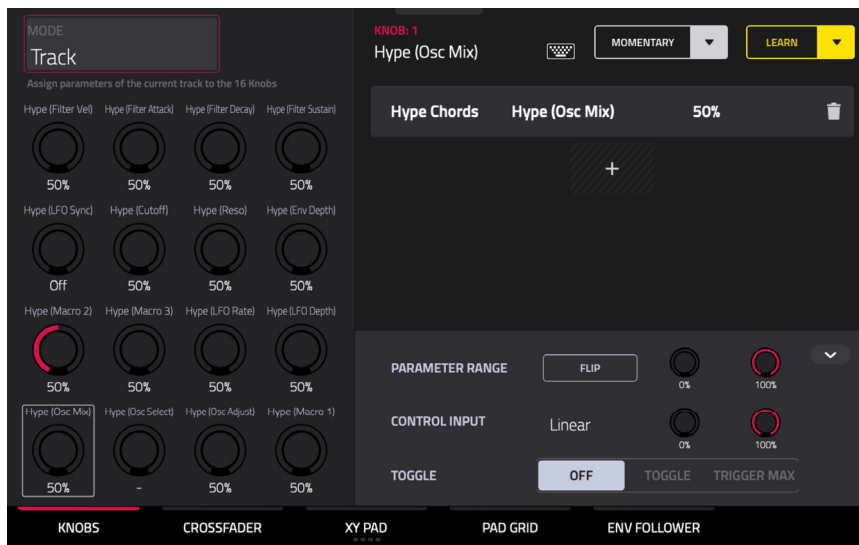 MODE
Track
Assign parameters of the current track to the 16 Knobs
Hype (Filter Vel) Hype (Filter Attack) Hype (Filter Decay) Hype (Filter Sustain)
50% 50% 50% 50%
Hype (LFO Sync) Hype (Cutoff) Hype (Reso) Hype (Env Depth)
Off 50% 50% 50%
Hype (Macro 2) Hype (Macro 3) Hype (LFO Rate) Hype (LFO Depth)
50% 50% 50% 50%
Hype (Osc Mix) Hype (Osc Select) Hype (Osc Adjust) Hype (Macro 1)
50% - 50% 50%
KNOB: 1
Hype (Osc Mix)
MOMENTARY
LEARN
Hype Chords Hype (Osc Mix) 50%
+
PARAMETER RANGE FLIP 0% 100%
CONTROL INPUT Linear 0% 100%
TOGGLE OFF TOGGLE TRIGGER MAX
KNOBS CROSSFADER XY PAD PAD GRID ENV FOLLOWER